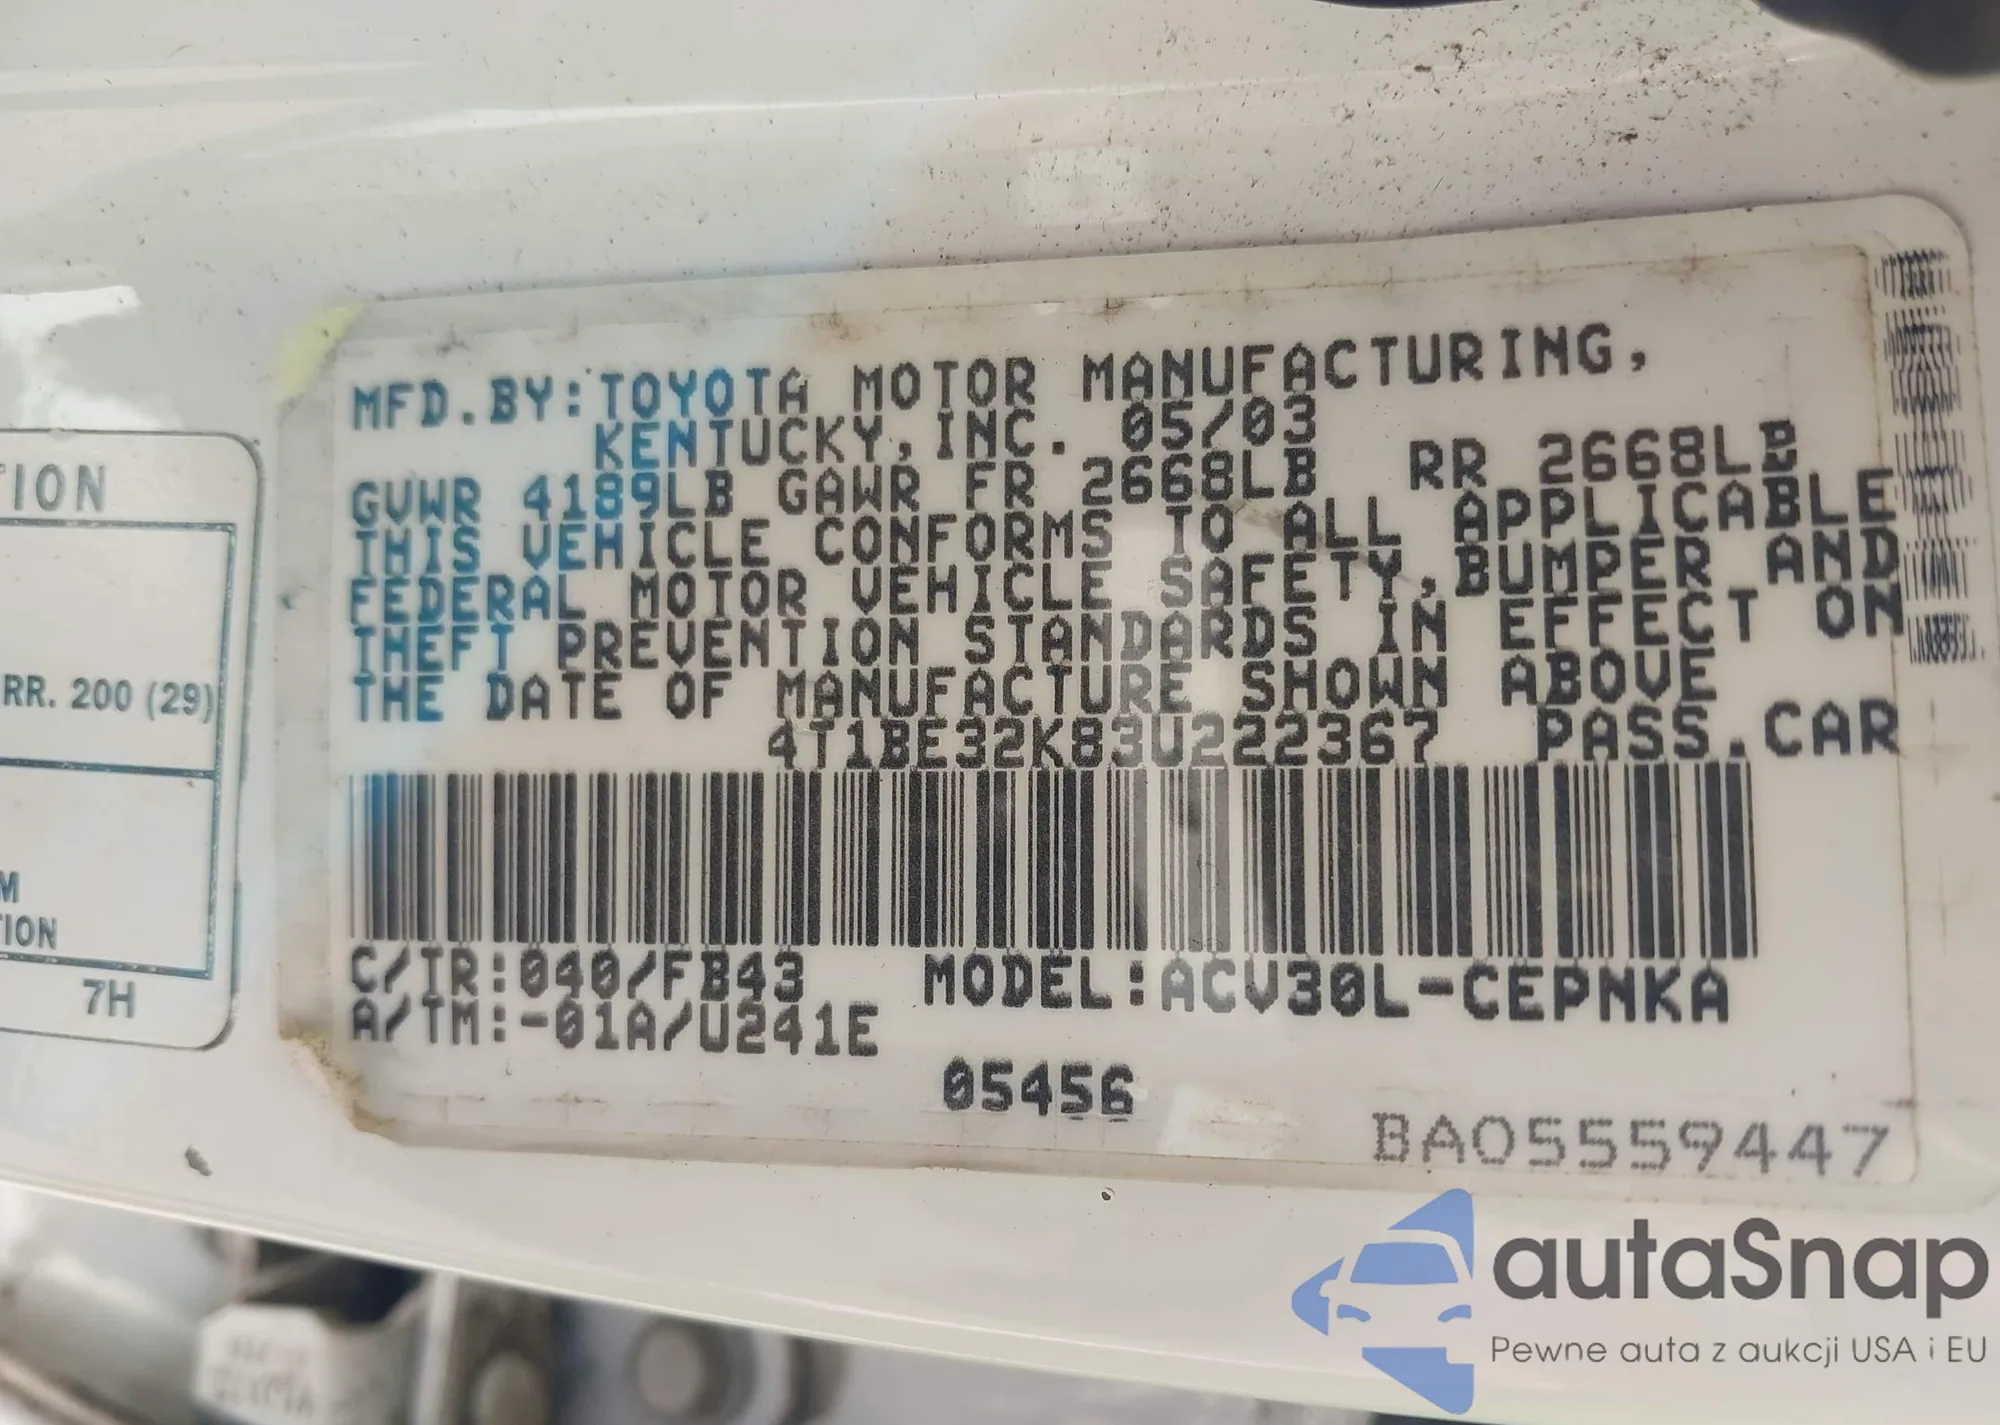 MFD.BY:TOYOTA MOTOR MANUFACTURING,
KENTUCKY,INC. 05/03
GVWR 4189LB GAWR FR 2668LB RR 2668LB
THIS VEHICLE CONFORMS TO ALL APPLICABLE
FEDERAL MOTOR VEHICLE SAFETY,BUMPER AND
THEFT PREVENTION STANDARDS IN EFFECT ON
THE DATE OF MANUFACTURE SHOWN ABOVE
4T1BE32K83U222367 PASS.CAR
C/TR:040/FB43 MODEL:ACV30L-CEPNKA
A/TM:-01A/U241E
05456
BA05559447
TION
RR. 200 (29)
M
TION
7H
autaSnap
Pewne auta z aukcji USA i EU